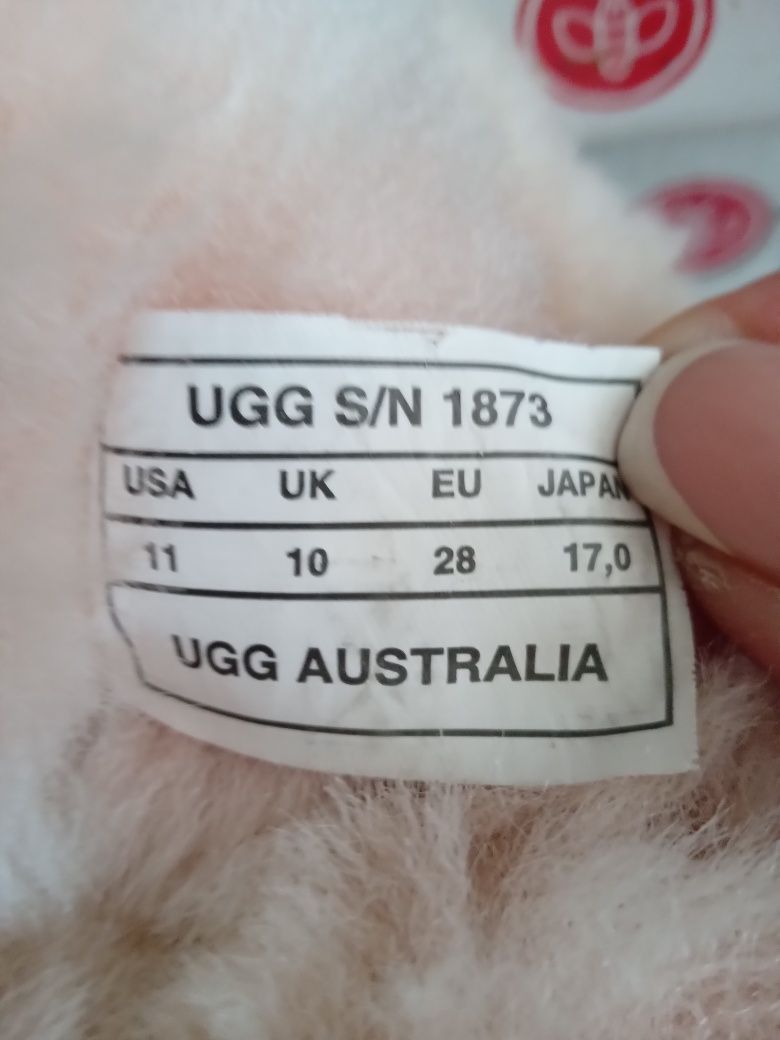 UGG S/N 1873
USA UK EU JAPAN
11 10 28 17,0
UGG AUSTRALIA